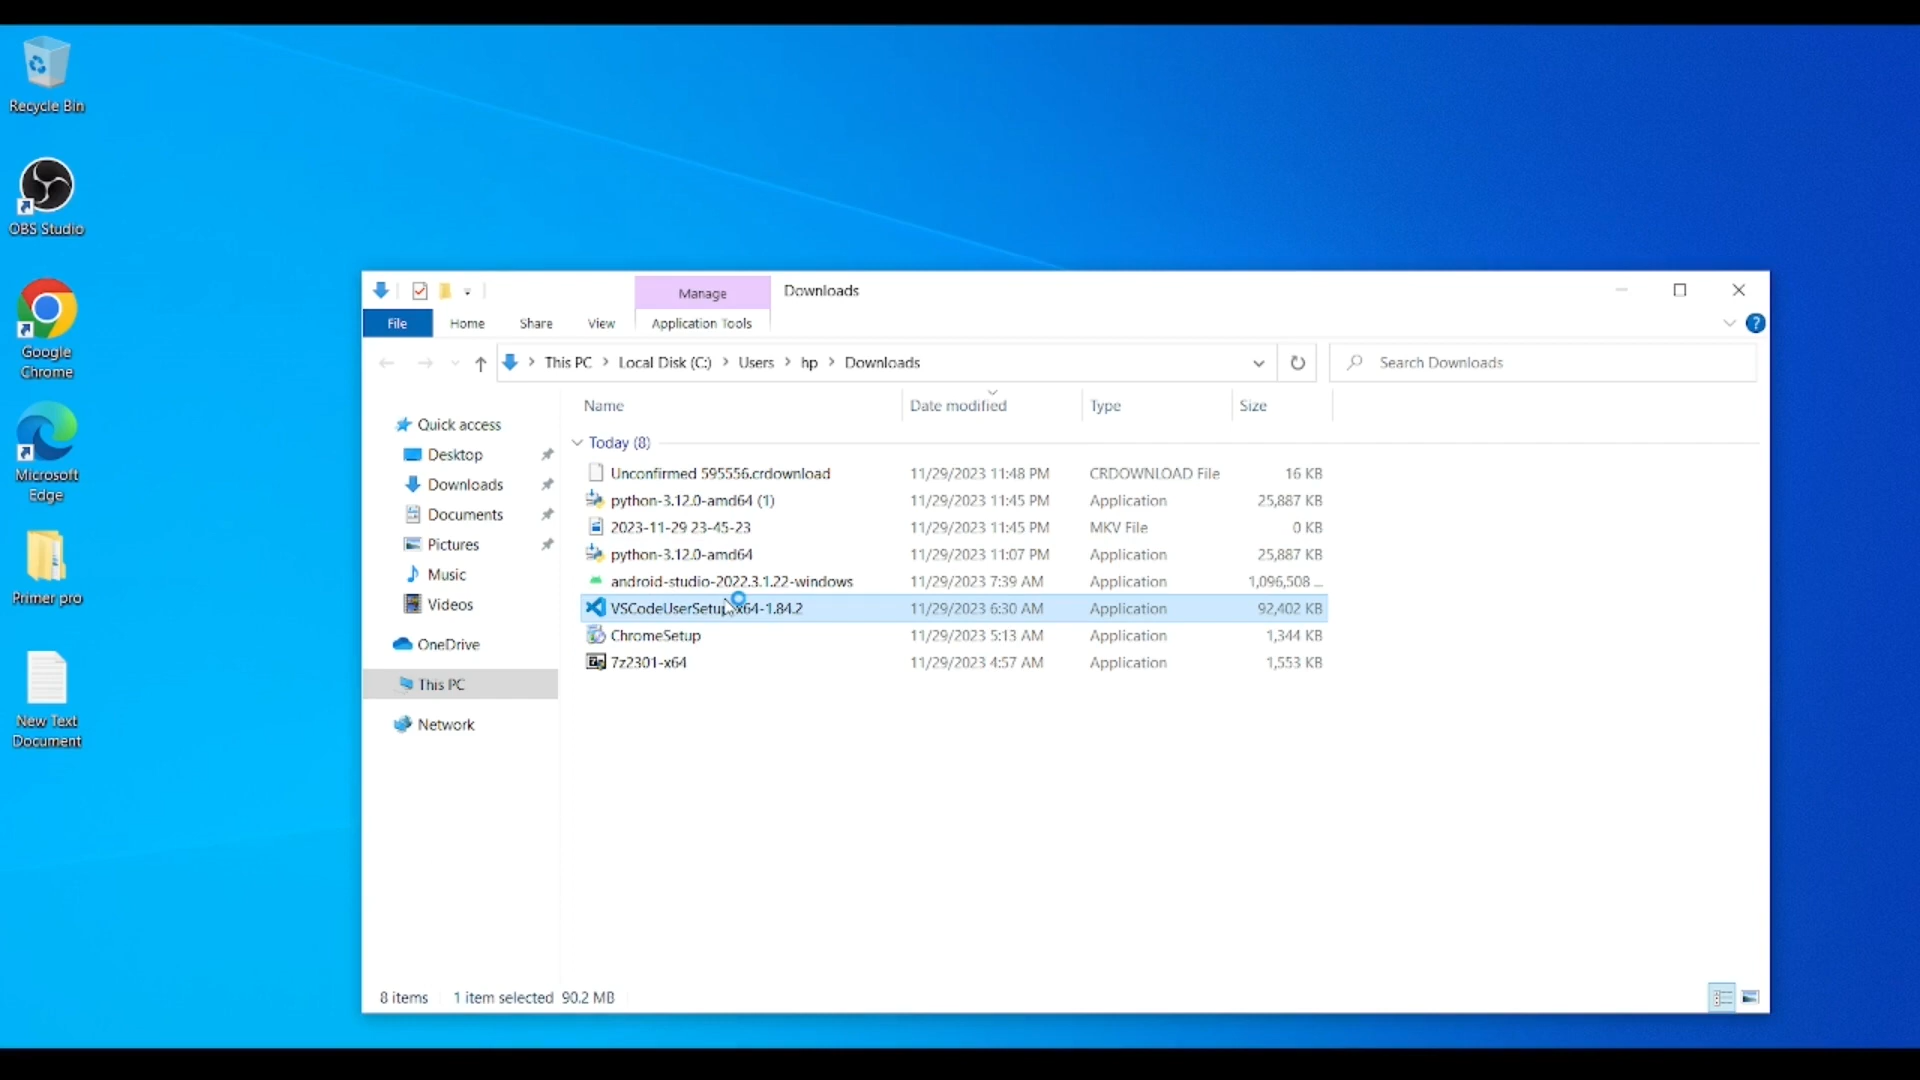 Recycle Bin
OBS Studio
Google
Chrome
Microsoft
Edge
Primer pro
New Text
Document
Manage
Downloads
File
Home
Share
View
Application Tools
This PC > Local Disk (C:) > Users > hp > Downloads
Search Downloads
Name
Date modified
Type
Size
Quick access
Desktop
Downloads
Documents
Pictures
Music
Videos
OneDrive
This PC
Network
Today (8)
Unconfirmed 595556.crdownload 11/29/2023 11:48 PM CRDOWNLOAD File 16 KB
python-3.12.0-amd64 (1) 11/29/2023 11:45 PM Application 25,887 KB
2023-11-29 23-45-23 11/29/2023 11:45 PM MKV File 0 KB
python-3.12.0-amd64 11/29/2023 11:07 PM Application 25,887 KB
android-studio-2022.3.1.22-windows 11/29/2023 7:39 AM Application 1,096,508 ...
VSCodeUserSetup-x64-1.84.2 11/29/2023 6:30 AM Application 92,402 KB
ChromeSetup 11/29/2023 5:13 AM Application 1,344 KB
7z2301-x64 11/29/2023 4:57 AM Application 1,553 KB
8 items
1 item selected 90.2 MB